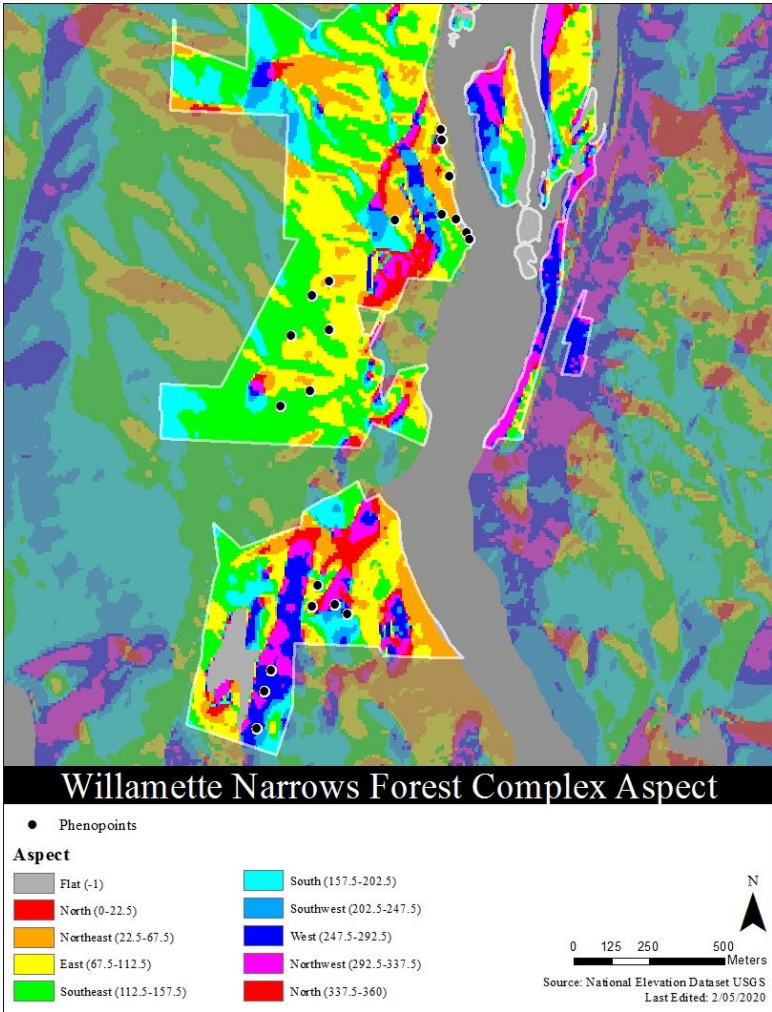 Willamette Narrows Forest Complex Aspect
Phenopoints
Aspect
Flat (-1)
North (0-22.5)
Northeast (22.5-67.5)
East (67.5-112.5)
Southeast (112.5-157.5)
South (157.5-202.5)
Southwest (202.5-247.5)
West (247.5-292.5)
Northwest (292.5-337.5)
North (337.5-360)
N
0 125 250 500
Meters
Source: National Elevation Dataset USGS
Last Edited: 2/05/2020